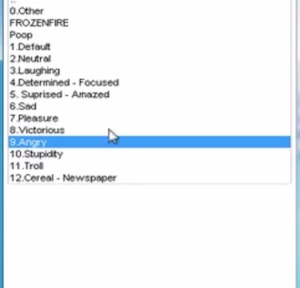 0.Other
FROZENFIRE
Poop
1.Default
2.Neutral
3.Laughing
4.Determined - Focused
5. Suprised - Amazed
6.Sad
7.Pleasure
8.Victorious
9.Angry
10.Stupidity
11.Troll
12.Cereal - Newspaper